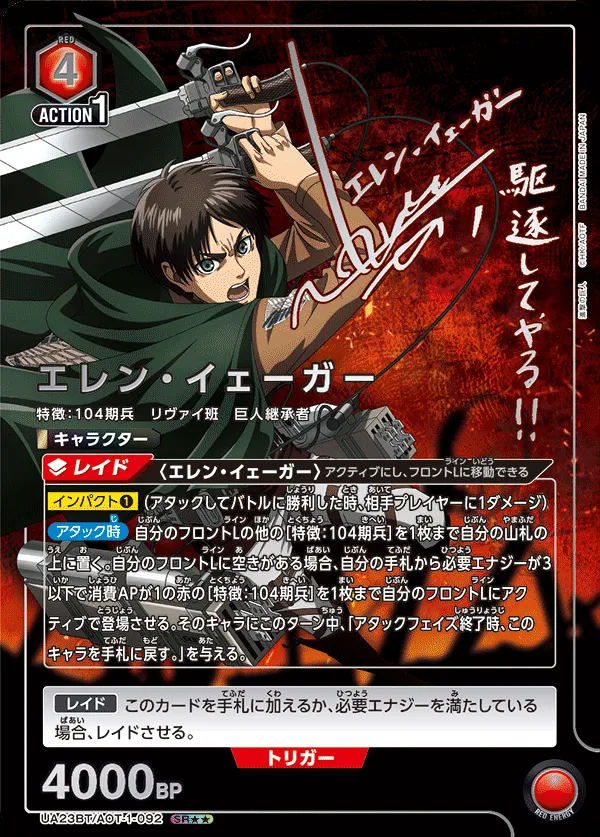 RED
4
ACTION1
エレン・イェーガー
駆逐してやる!!
BANDAI MADE IN JAPAN
進撃の巨人
エレン・イェーガー
特徴:104期兵 リヴァイ班 巨人継承者
キャラクター
レイド 〈エレン・イェーガー〉アクティブにし、フロントLに移動できる
インパクト1 (アタックしてバトルに勝利した時、相手プレイヤーに1ダメージ)
アタック時 自分のフロントLの他の[特徴:104期兵]を1枚まで自分の山札の
上に置く。自分のフロントLに空きがある場合、自分の手札から必要エナジーが3
以下で消費APが1の赤の[特徴:104期兵]を1枚まで自分のフロントLにアク
ティブで登場させる。そのキャラにこのターン中、「アタックフェイズ終了時、この
キャラを手札に戻す。」を与える。
レイド このカードを手札に加えるか、必要エナジーを満たしている
場合、レイドさせる。
トリガー
4000BP
RED ENERGY
UA23BT/AOT-1-092 SR★★